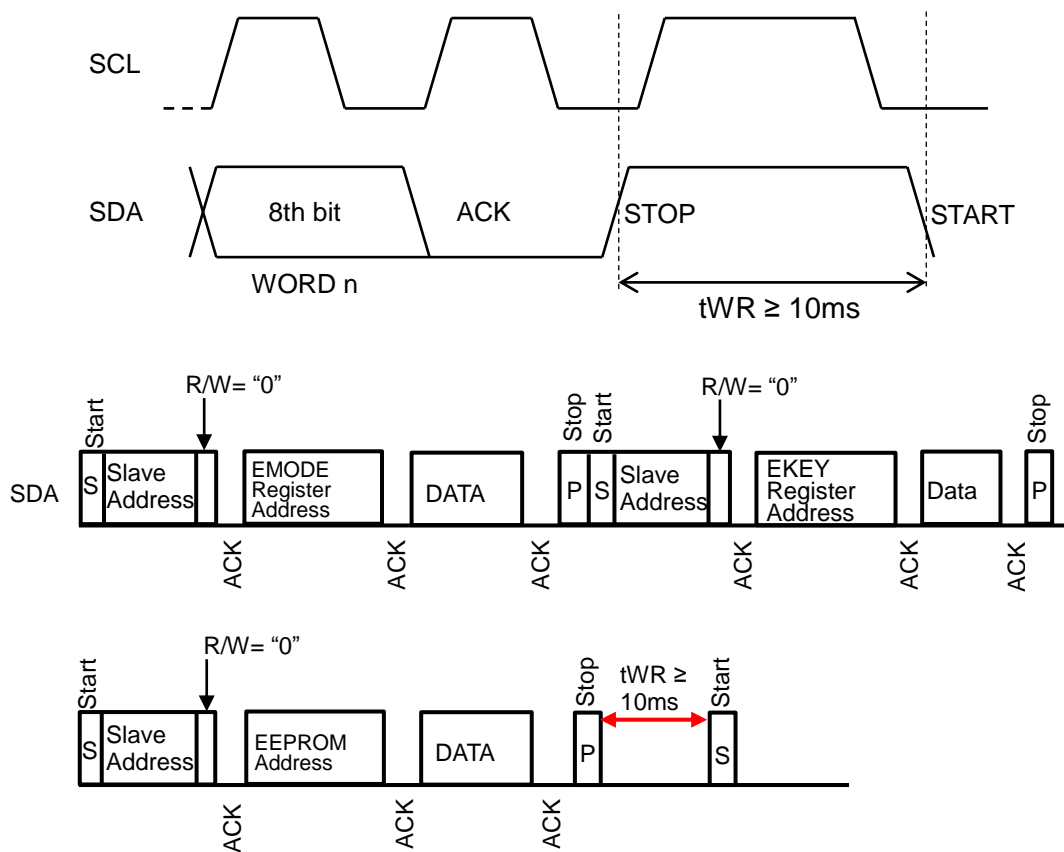 SCL
SDA
8th bit
ACK
STOP
START
WORD n
tWR ≥ 10ms
R/W= “0”
R/W= “0”
Start
Stop
Start
Stop
SDA
S
Slave
Address
EMODE
Register
Address
DATA
P
S
Slave
Address
EKEY
Register
Address
Data
P
ACK
ACK
ACK
ACK
ACK
ACK
R/W= “0”
Start
Stop
tWR ≥
10ms
Start
S
Slave
Address
EEPROM
Address
DATA
P
S
ACK
ACK
ACK